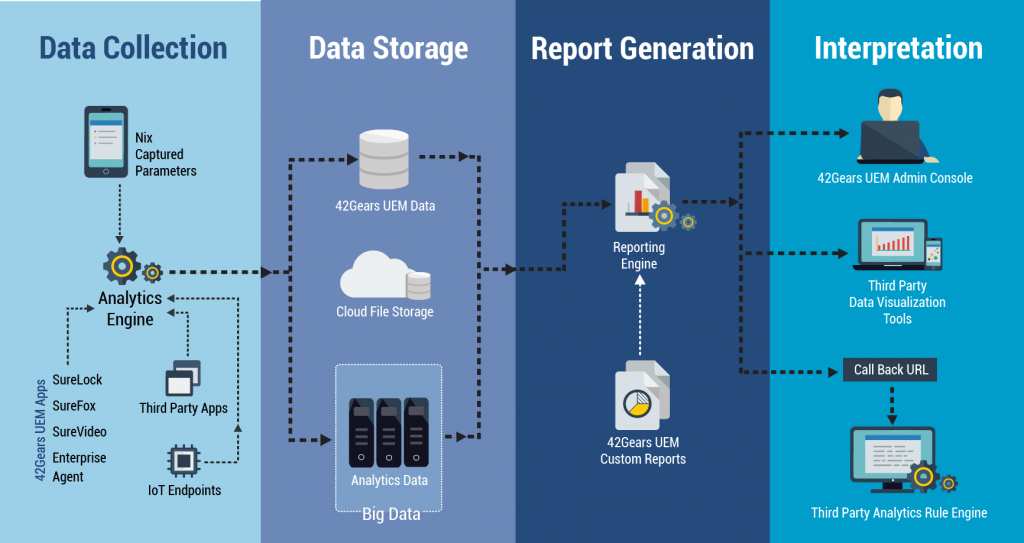 Data Collection
Nix
Captured
Parameters
Analytics
Engine
42Gears UEM Apps
SureLock
SureFox
SureVideo
Enterprise
Agent
Third Party Apps
IoT Endpoints
Data Storage
42Gears UEM Data
Cloud File Storage
Analytics Data
Big Data
Report Generation
Reporting
Engine
42Gears UEM
Custom Reports
Interpretation
42Gears UEM Admin Console
Third Party
Data Visualization
Tools
Call Back URL
Third Party Analytics Rule Engine